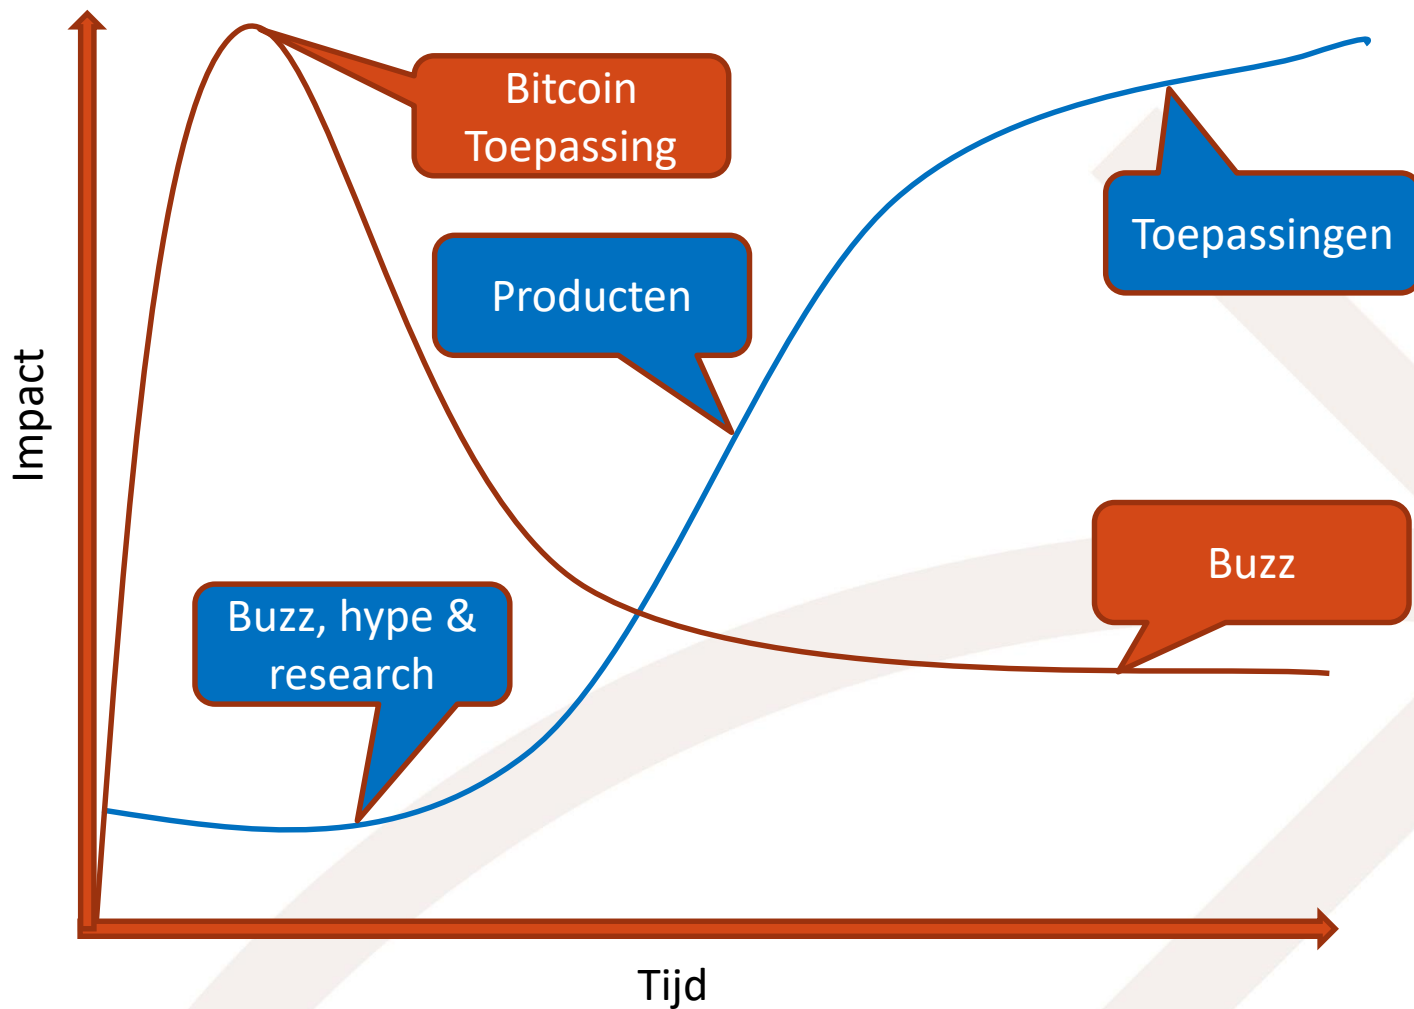 Bitcoin
Toepassing
Toepassingen
Producten
Impact
Buzz
Buzz, hype &
research
Tijd